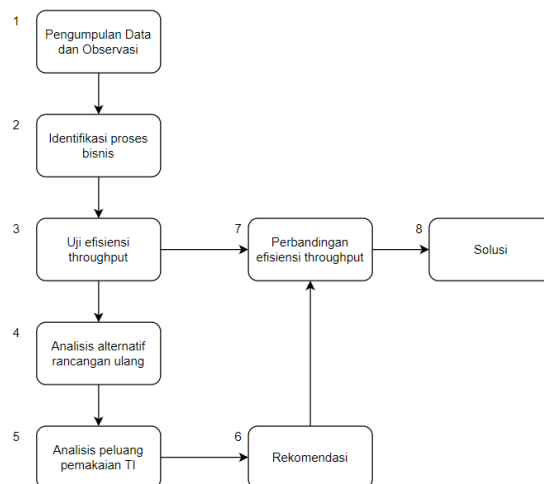 1
Pengumpulan Data
dan Observasi
2
Identifikasi proses
bisnis
3
Uji efisiensi
throughput
7
Perbandingan
efisiensi throughput
8
Solusi
4
Analisis alternatif
rancangan ulang
5
Analisis peluang
pemakaian TI
6
Rekomendasi